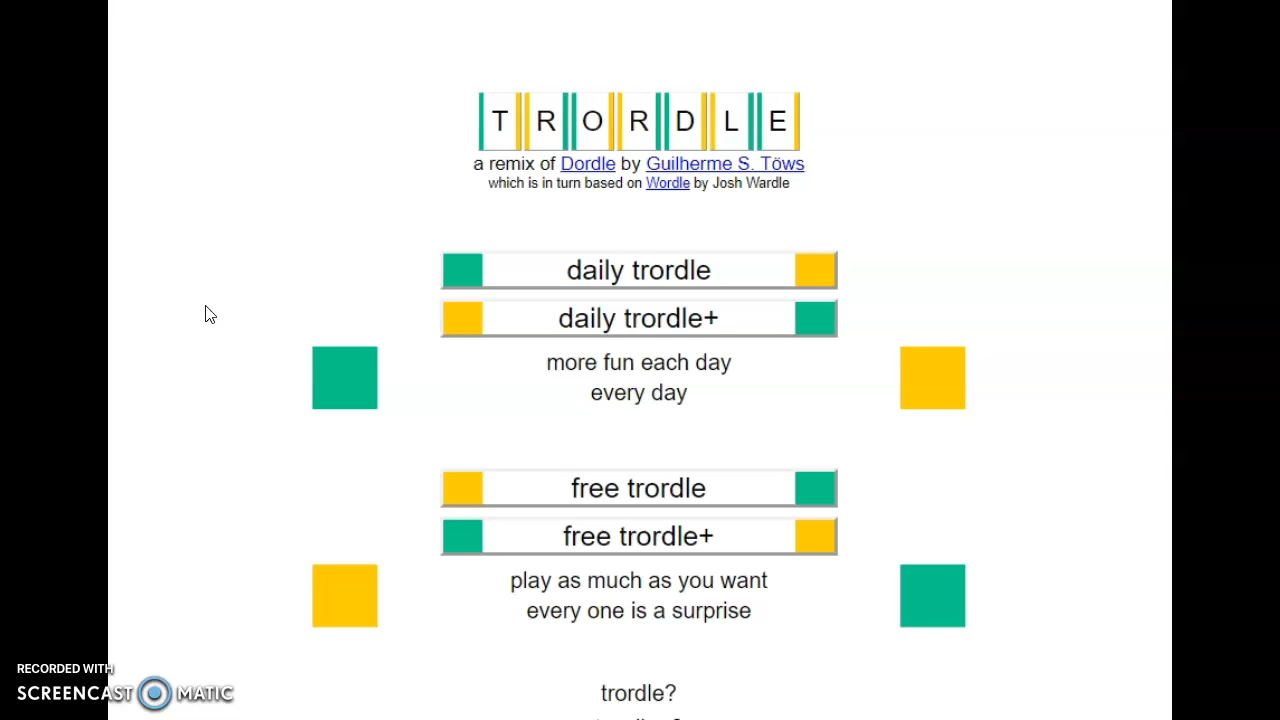 TRORDLE
a remix of Dordle by Guilherme S. Töws
which is in turn based on Wordle by Josh Wardle
daily trordle
daily trordle+
more fun each day
every day
free trordle
free trordle+
play as much as you want
every one is a surprise
RECORDED WITH
SCREENCAST MATIC
trordle?